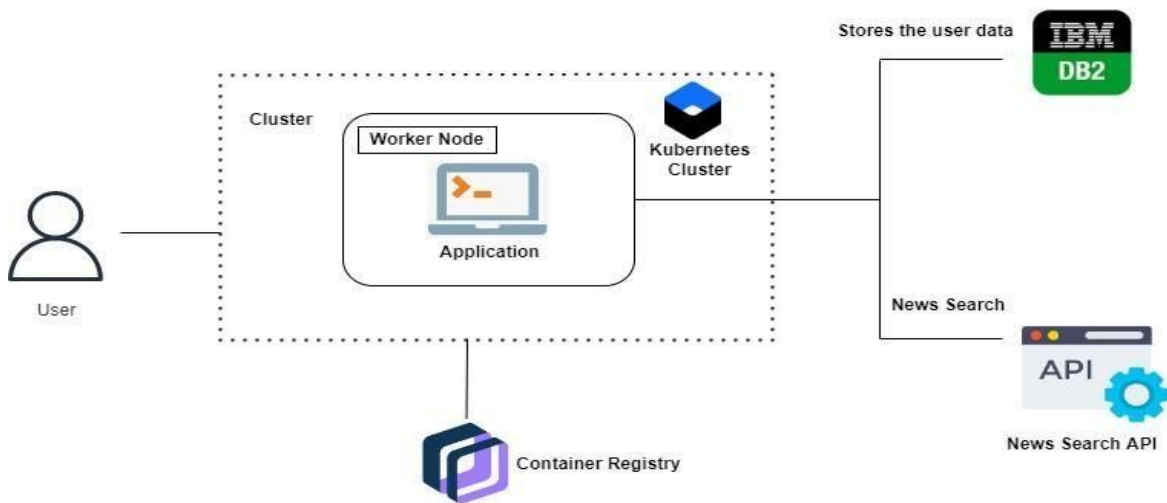 Stores the user data
IBM
DB2
Cluster
Worker Node
Kubernetes
Cluster
Application
User
News Search
API
News Search API
Container Registry